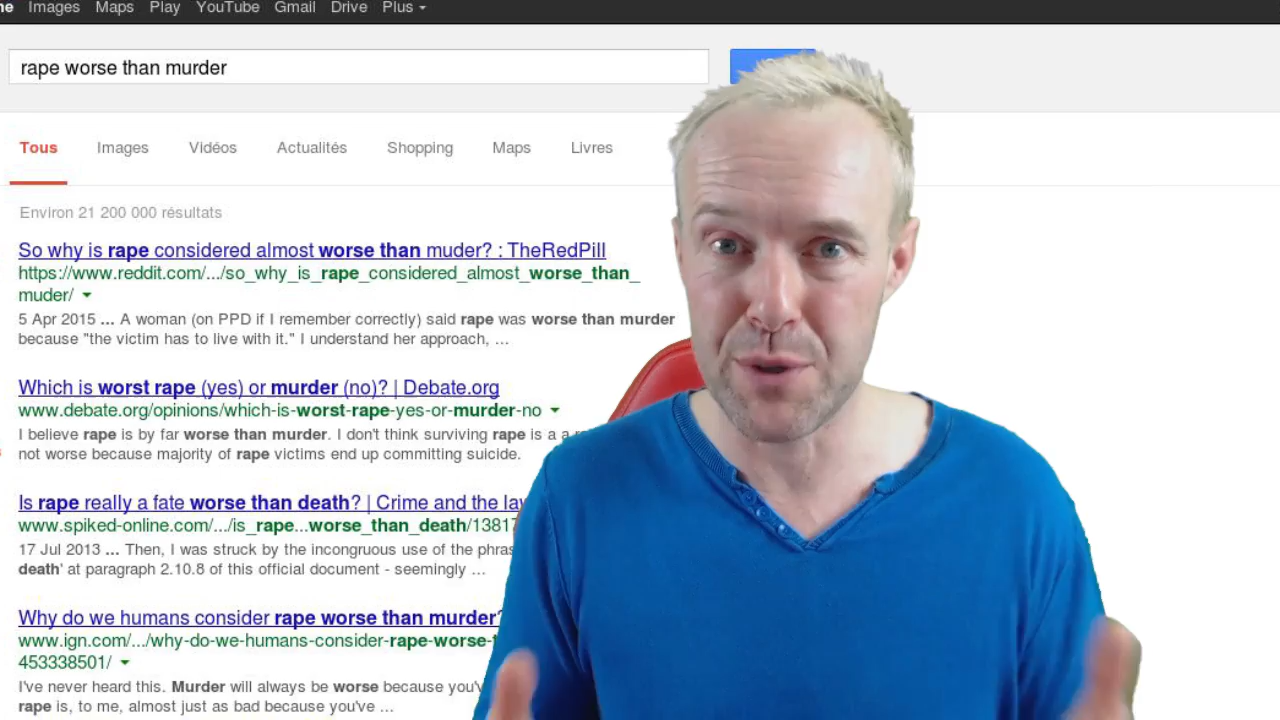 ne Images Maps Play YouTube Gmail Drive Plus
rape worse than murder
Tous Images Vidéos Actualités Shopping Maps Livres
Environ 21 200 000 résultats
So why is rape considered almost worse than muder? : TheRedPill
https://www.reddit.com/.../so_why_is_rape_considered_almost_worse_than_
muder/
5 Apr 2015 ... A woman (on PPD if I remember correctly) said rape was worse than murder
because "the victim has to live with it." I understand her approach, ...
Which is worst rape (yes) or murder (no)? | Debate.org
www.debate.org/opinions/which-is-worst-rape-yes-or-murder-no
I believe rape is by far worse than murder. I don't think surviving rape is a
not worse because majority of rape victims end up committing suicide.
Is rape really a fate worse than death? | Crime and the law
www.spiked-online.com/.../is_rape...worse_than_death/13817
17 Jul 2013 ... Then, I was struck by the incongruous use of the phras
death' at paragraph 2.10.8 of this official document - seemingly ...
Why do we humans consider rape worse than murder?
www.ign.com/.../why-do-we-humans-consider-rape-worse-t
453338501/
I've never heard this. Murder will always be worse because you'v
rape is, to me, almost just as bad because you've ...